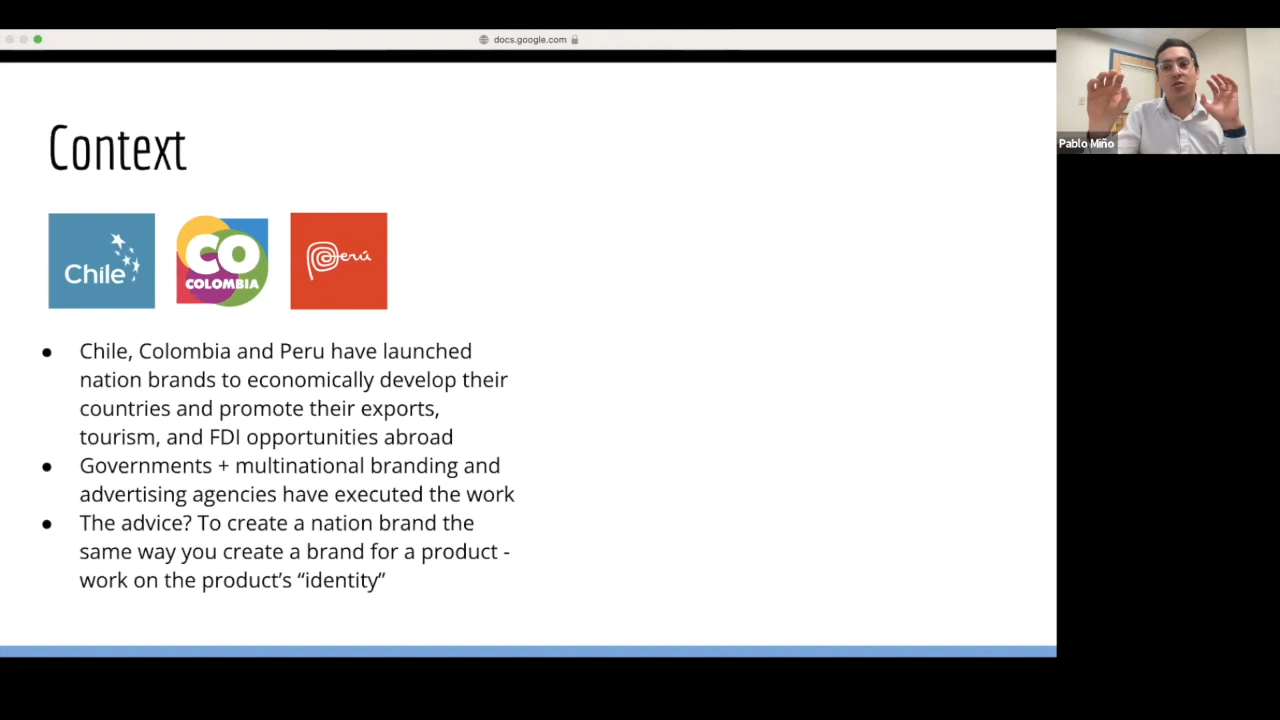 docs.google.com
Context
Chile
CO
COLOMBIA
Perú
Pablo Miño
● Chile, Colombia and Peru have launched
nation brands to economically develop their
countries and promote their exports,
tourism, and FDI opportunities abroad
● Governments + multinational branding and
advertising agencies have executed the work
● The advice? To create a nation brand the
same way you create a brand for a product -
work on the product’s “identity”